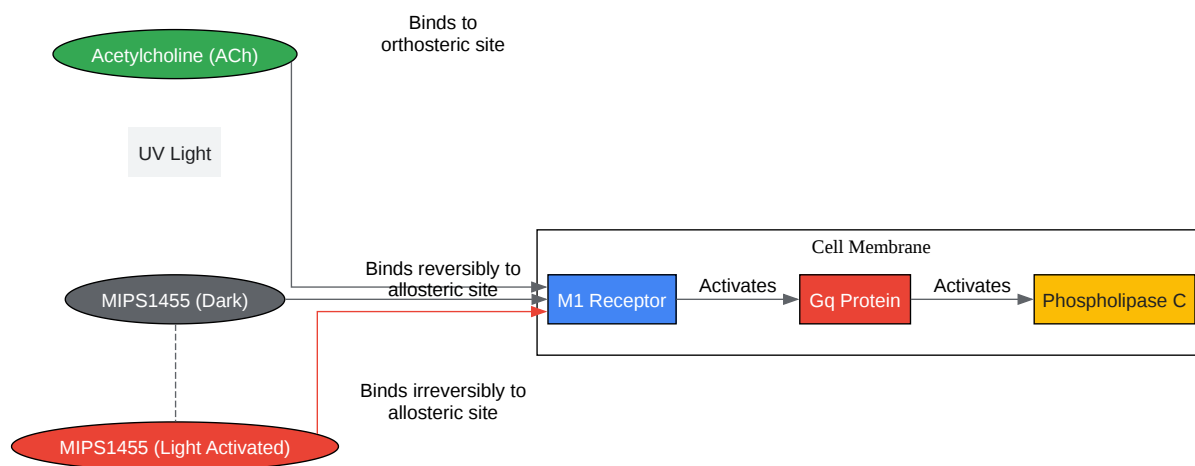 Binds to
orthosteric site
Acetylcholine (ACh)
UV Light
Cell Membrane
Binds reversibly to
allosteric site
MIPS1455 (Dark)
M1 Receptor
Activates
Gq Protein
Activates
Phospholipase C
Binds irreversibly to
allosteric site
MIPS1455 (Light Activated)